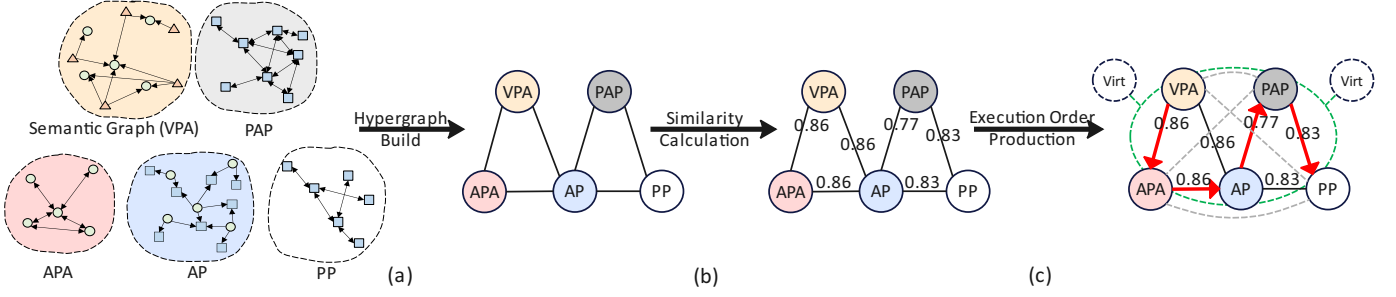 Semantic Graph (VPA)
PAP
APA
AP
PP
(a)
Hypergraph
Build
VPA
PAP
APA
AP
PP
(b)
Similarity
Calculation
VPA
PAP
0.86
0.86
0.77
0.83
APA
0.86
AP
0.83
PP
(c)
Execution Order
Production
Virt
VPA
PAP
Virt
0.86
0.86
0.77
0.83
APA
0.86
AP
0.83
PP